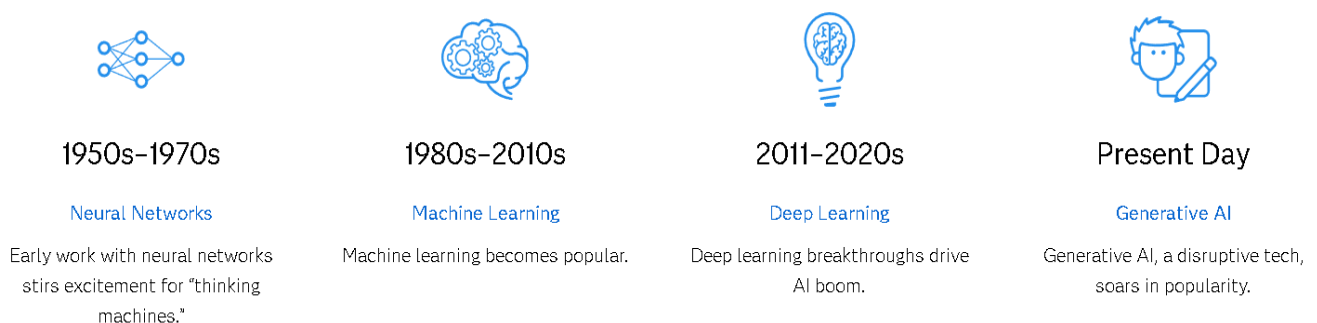 1950s–1970s
Neural Networks
Early work with neural networks
stirs excitement for “thinking
machines.”
1980s–2010s
Machine Learning
Machine learning becomes popular.
2011–2020s
Deep Learning
Deep learning breakthroughs drive
AI boom.
Present Day
Generative AI
Generative AI, a disruptive tech,
soars in popularity.